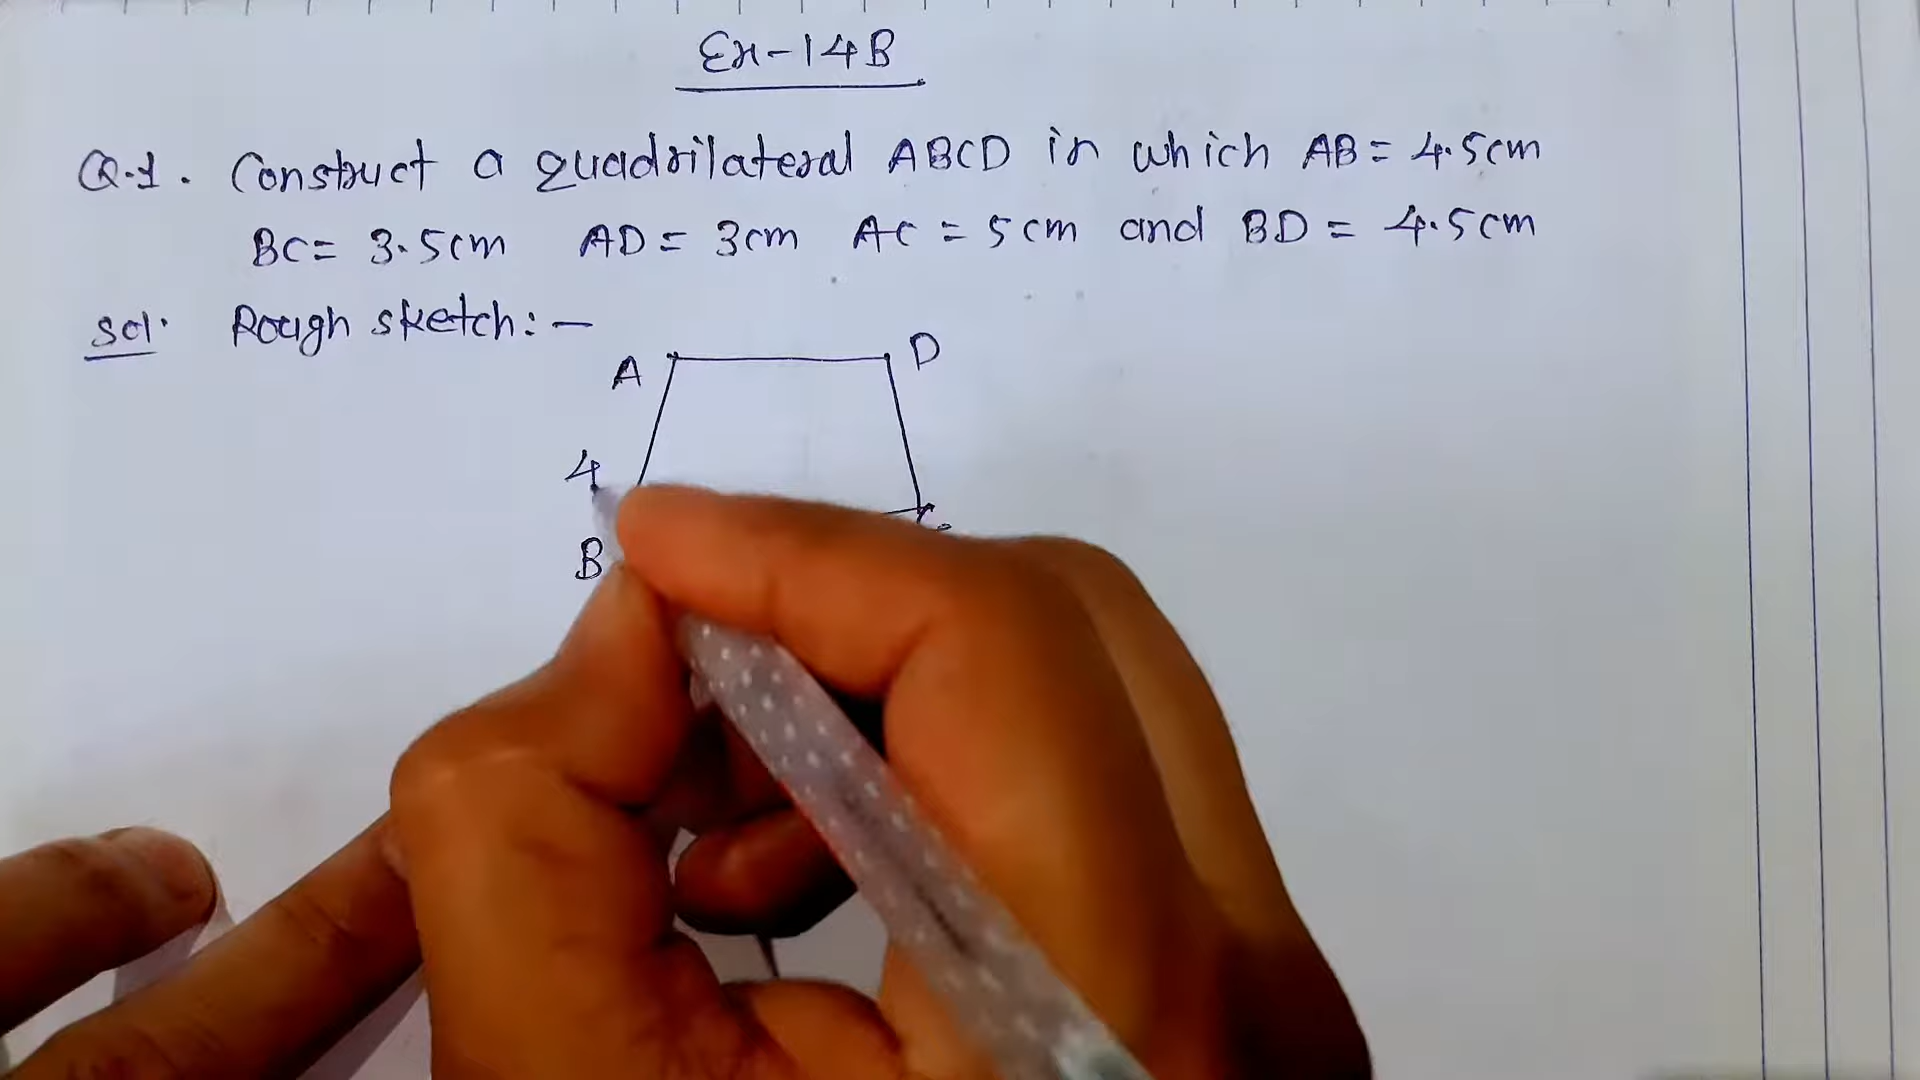 Ex-14B
Q.1. Construct a quadrilateral ABCD in which AB = 4.5cm
BC = 3.5cm AD = 3cm AC = 5cm and BD = 4.5cm
Sol. Rough sketch:-
A D
4
B C